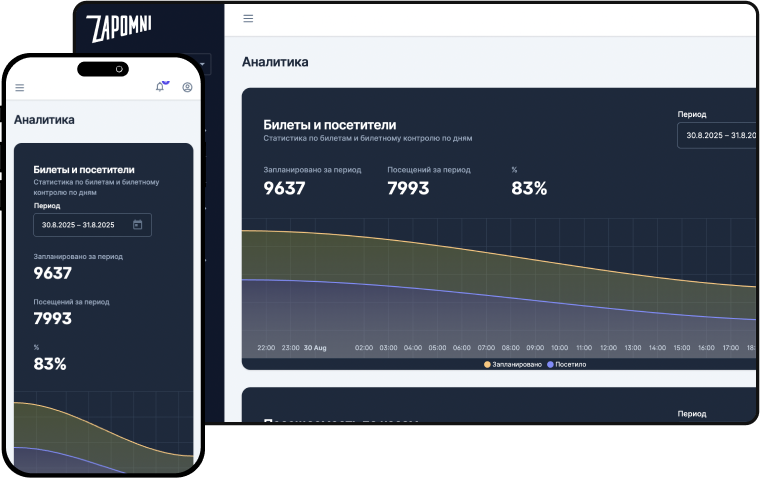 ZAPOMNI
Аналитика
Билеты и посетители
Статистика по билетам и билетному контролю по дням
Период
30.8.2025 – 31.8.20
Запланировано за период
Посещений за период
%
9637
7993
83%
22:00 23:00 30 Aug 02:00 03:00 04:00 05:00 06:00 07:00 08:00 09:00 10:00 11:00 12:00 13:00 14:00 15:00 16:00 17:00 18:
Запланировано Посетило
Период
Аналитика
Билеты и посетители
Статистика по билетам и билетному
контролю по дням
Период
30.8.2025 – 31.8.2025
Запланировано за период
9637
Посещений за период
7993
%
83%